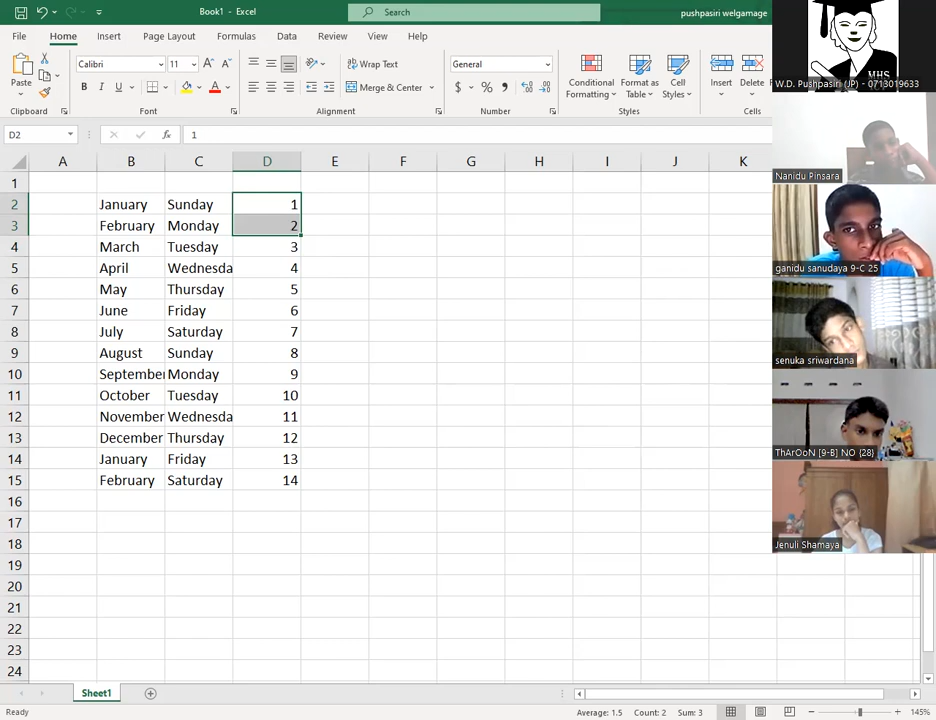 Book1 - Excel
Search
pushpasiri welgamage
File Home Insert Page Layout Formulas Data Review View Help
Paste
Calibri 11
B I U A
Wrap Text
Merge & Center
General
$ % ,
Conditional Formatting
Format as Table
Cell Styles
Insert
Delete
Clipboard Font Alignment Number Styles Cells
D2 fx 1
A B C D E F G H I J K
1
2 January Sunday 1
3 February Monday 2
4 March Tuesday 3
5 April Wednesda 4
6 May Thursday 5
7 June Friday 6
8 July Saturday 7
9 August Sunday 8
10 September Monday 9
11 October Tuesday 10
12 November Wednesda 11
13 December Thursday 12
14 January Friday 13
15 February Saturday 14
16
17
18
19
20
21
22
23
24
Sheet1
Ready
Average: 1.5 Count: 2 Sum: 3
145%
MHS
W.D. Pushpasiri (JP) - 0713019633
Nanidu Pinsara
ganidu sanudaya 9-C 25
senuka sriwardana
ThArOoN [9-B] NO {28}
Jenuli Shamaya